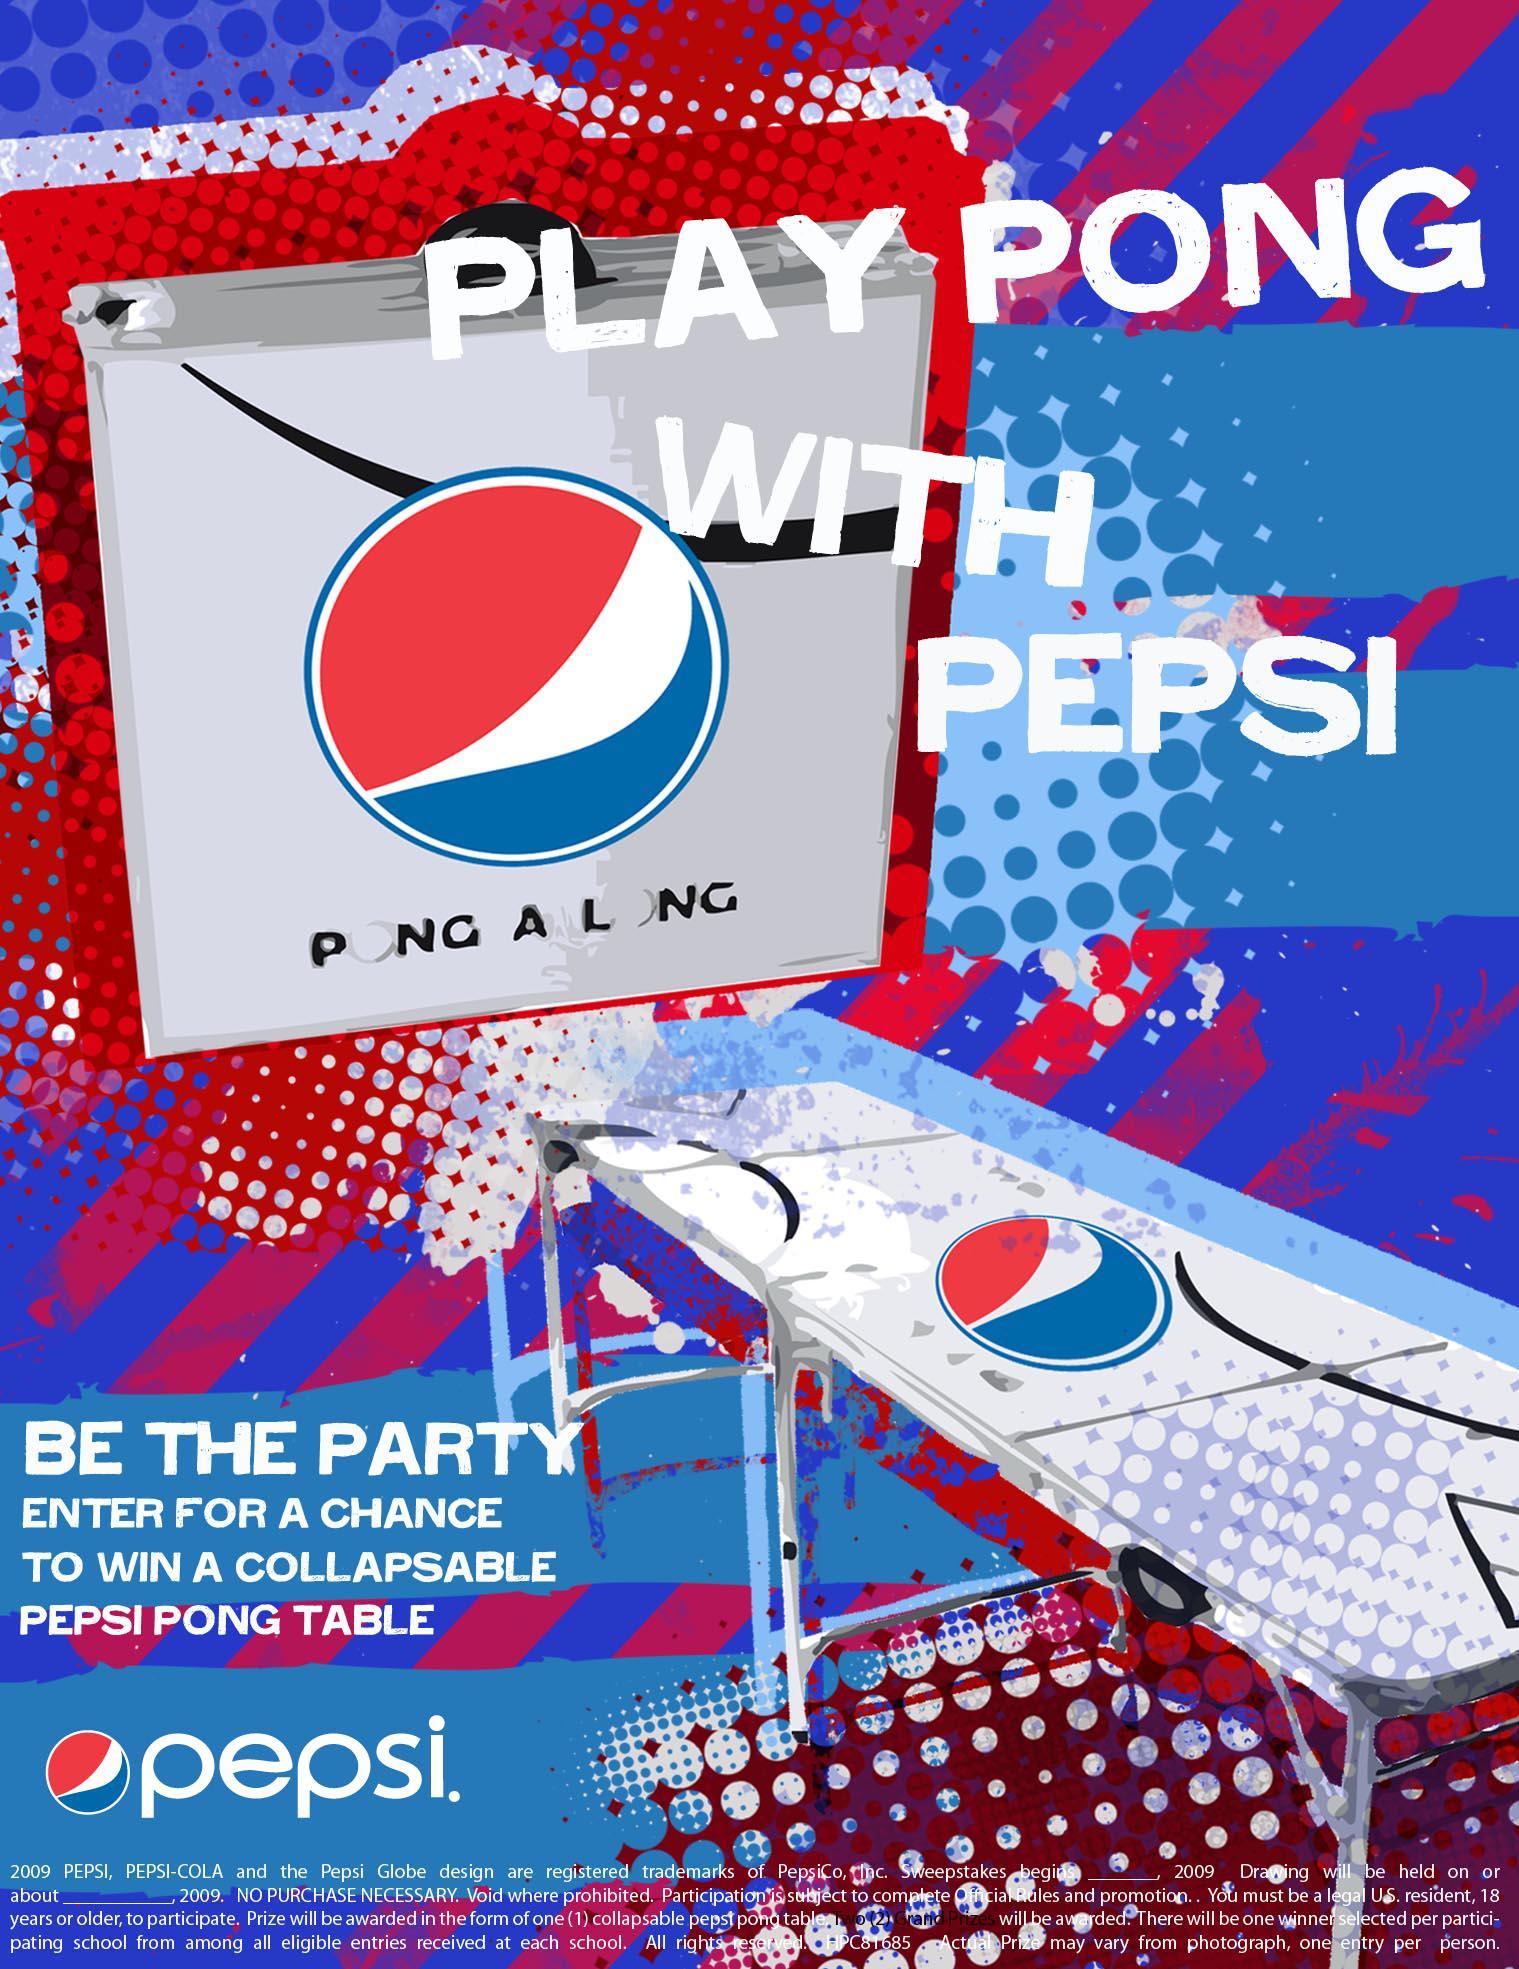 PLAY PONG
WITH
PEPSI
PONG A LONG
BE THE PARTY
ENTER FOR A CHANCE
TO WIN A COLLAPSABLE
PEPSI PONG TABLE
pepsi.
2009 PEPSI, PEPSI-COLA and the Pepsi Globe design are registered trademarks of PepsiCo, Inc. Sweepstakes begins _______, 2009 Drawing will be held on or
about ___________, 2009. NO PURCHASE NECESSARY. Void where prohibited. Participation is subject to complete Official Rules and promotion. . You must be a legal U.S. resident, 18
years or older, to participate. Prize will be awarded in the form of one (1) collapsable pepsi pong table. Two (2) Grand Prizes will be awarded. There will be one winner selected per partici-
pating school from among all eligible entries received at each school. All rights reserved. HPC81685 Actual Prize may vary from photograph, one entry per person.